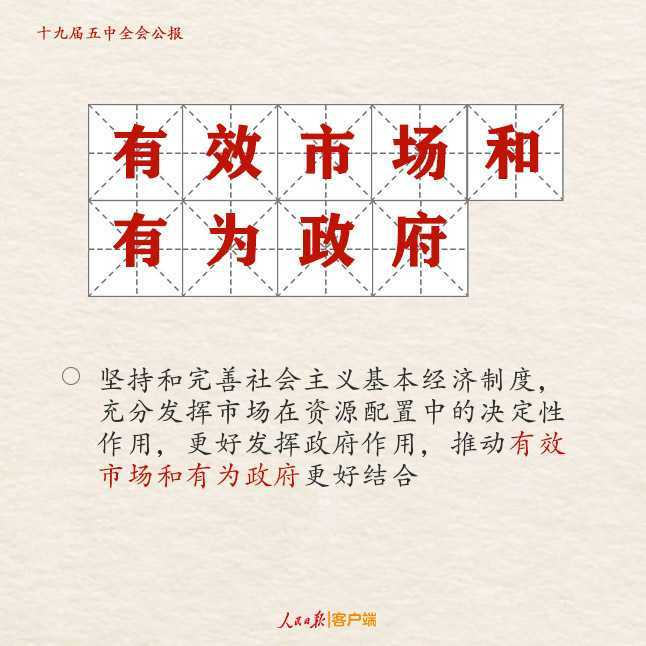 十九届五中全会公报
有效市场和
有为政府
坚持和完善社会主义基本经济制度，
充分发挥市场在资源配置中的决定性
作用，更好发挥政府作用，推动有效
市场和有为政府更好结合
人民日报|客户端